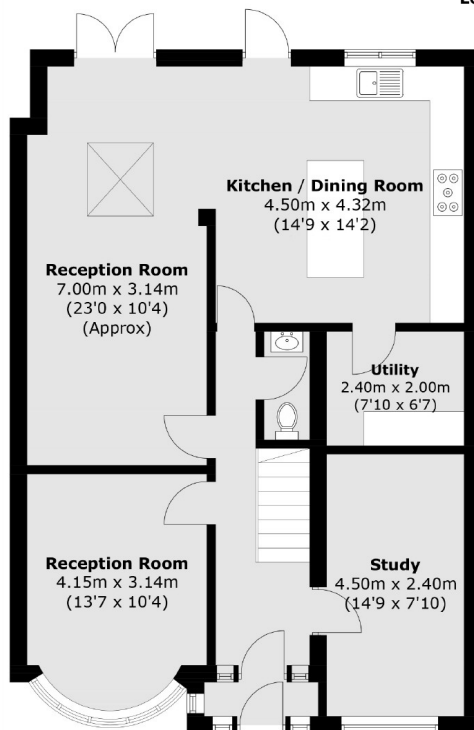 Kitchen / Dining Room
4.50m x 4.32m
(14'9 x 14'2)
Reception Room
7.00m x 3.14m
(23'0 x 10'4)
(Approx)
Utility
2.40m x 2.00m
(7'10 x 6'7)
Reception Room
4.15m x 3.14m
(13'7 x 10'4)
Study
4.50m x 2.40m
(14'9 x 7'10)